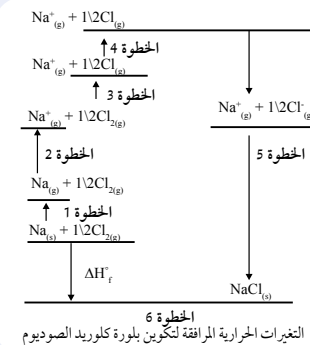 Na⁺(g) + 1\2Cl(g)
الخطوة 4
Na⁺(g) + 1\2Cl(g)
الخطوة 3
Na⁺(g) + 1\2Cl2(g)
الخطوة 2
Na(g) + 1\2Cl2(g)
الخطوة 1
Na(s) + 1\2Cl2(g)
ΔH°f
Na⁺(g) + 1\2Cl⁻(g)
الخطوة 5
NaCl(s)
الخطوة 6
التغيرات الحرارية المرافقة لتكوين بلورة كلوريد الصوديوم